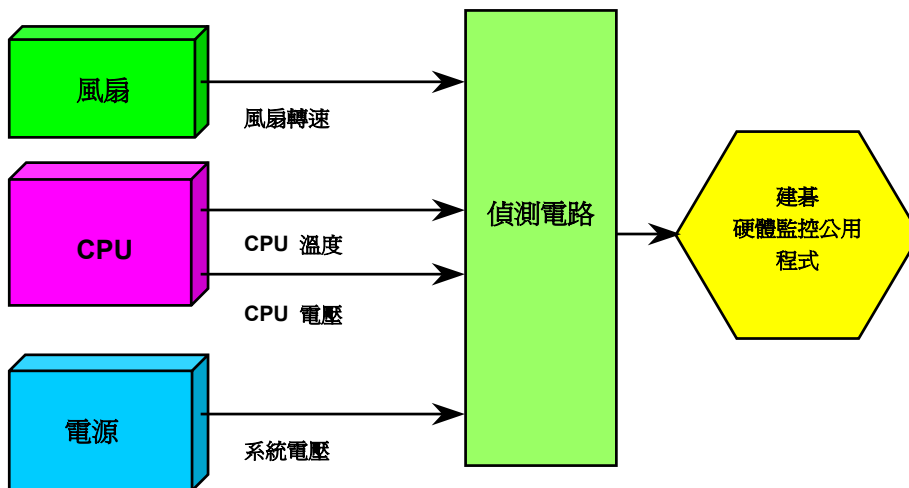 風扇
風扇轉速
CPU
CPU 溫度
CPU 電壓
電源
系統電壓
偵測電路
建碁
硬體監控公用
程式